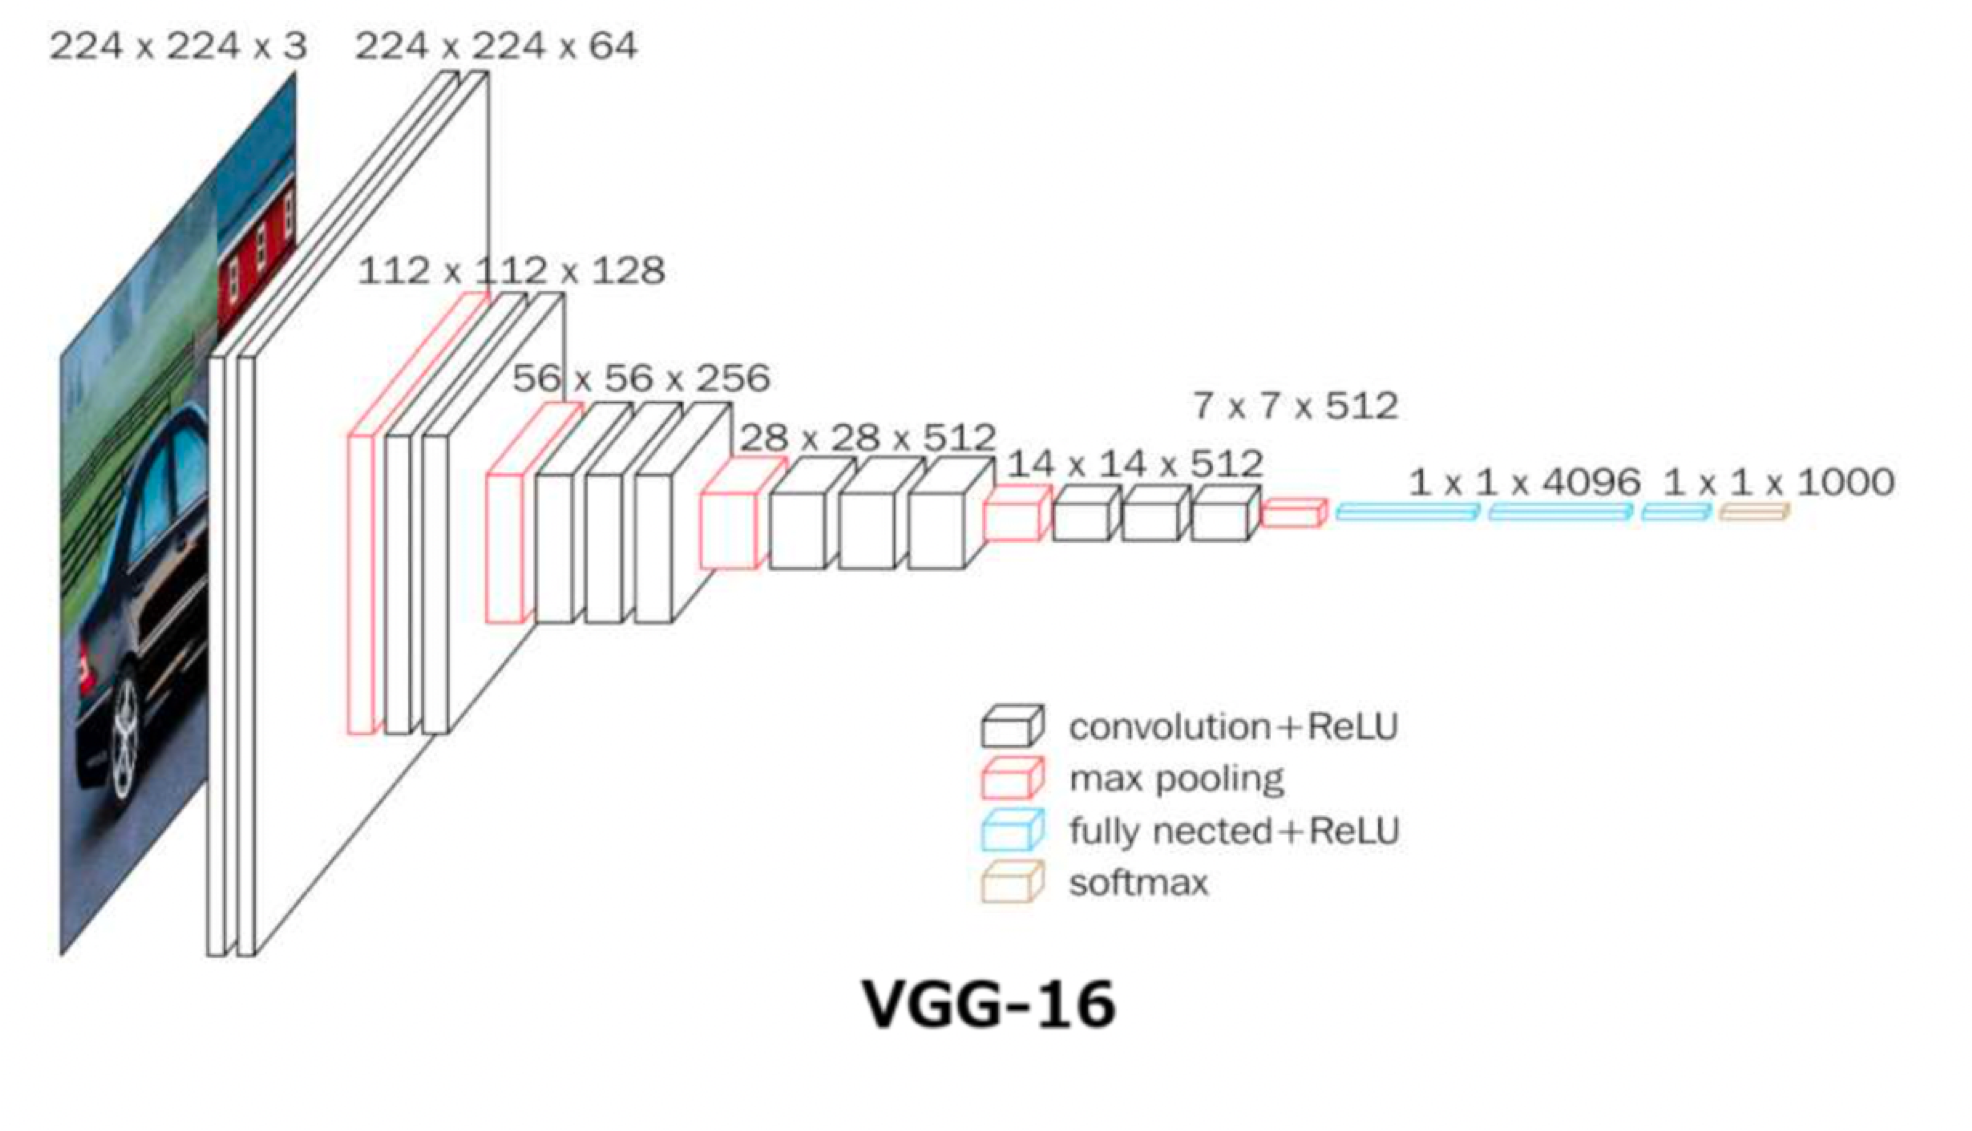 224 x 224 x 3
224 x 224 x 64
112 x 112 x 128
56 x 56 x 256
28 x 28 x 512
14 x 14 x 512
7 x 7 x 512
1 x 1 x 4096
1 x 1 x 1000
convolution+ReLU
max pooling
fully nected+ReLU
softmax
VGG-16